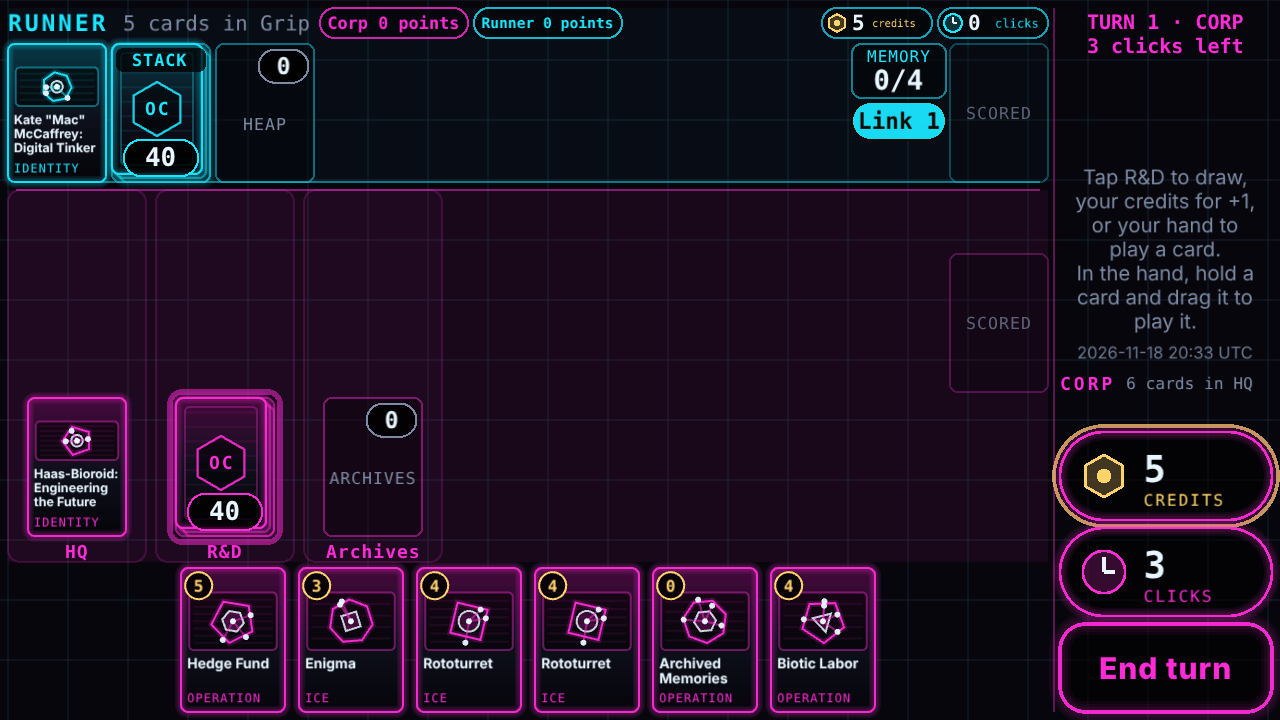 RUNNER 5 cards in Grip Corp 0 points Runner 0 points 5 credits 0 clicks
TURN 1 · CORP
3 clicks left
Kate "Mac"
McCaffrey:
Digital Tinker
IDENTITY
STACK
OC
40
0
HEAP
MEMORY
0/4
Link 1
SCORED
Tap R&D to draw,
your credits for +1,
or your hand to
play a card.
In the hand, hold a
card and drag it to
play it.
2026-11-18 20:33 UTC
SCORED
CORP 6 cards in HQ
Haas-Bioroid:
Engineering
the Future
IDENTITY
HQ
OC
40
R&D
0
ARCHIVES
Archives
5
CREDITS
3
CLICKS
End turn
5
Hedge Fund
OPERATION
3
Enigma
ICE
4
Rototurret
ICE
4
Rototurret
ICE
0
Archived
Memories
OPERATION
4
Biotic Labor
OPERATION